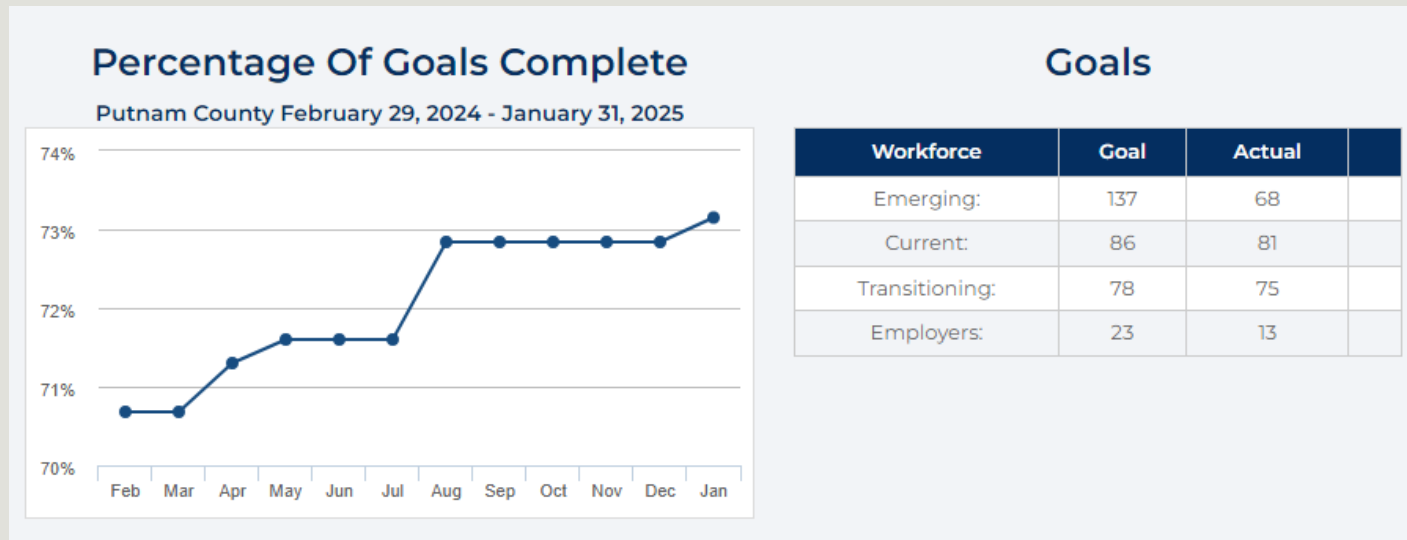 Percentage Of Goals Complete
Putnam County February 29, 2024 - January 31, 2025
74%
73%
72%
71%
70%
Feb Mar Apr May Jun Jul Aug Sep Oct Nov Dec Jan
Goals
Workforce Goal Actual
Emerging: 137 68
Current: 86 81
Transitioning: 78 75
Employers: 23 13